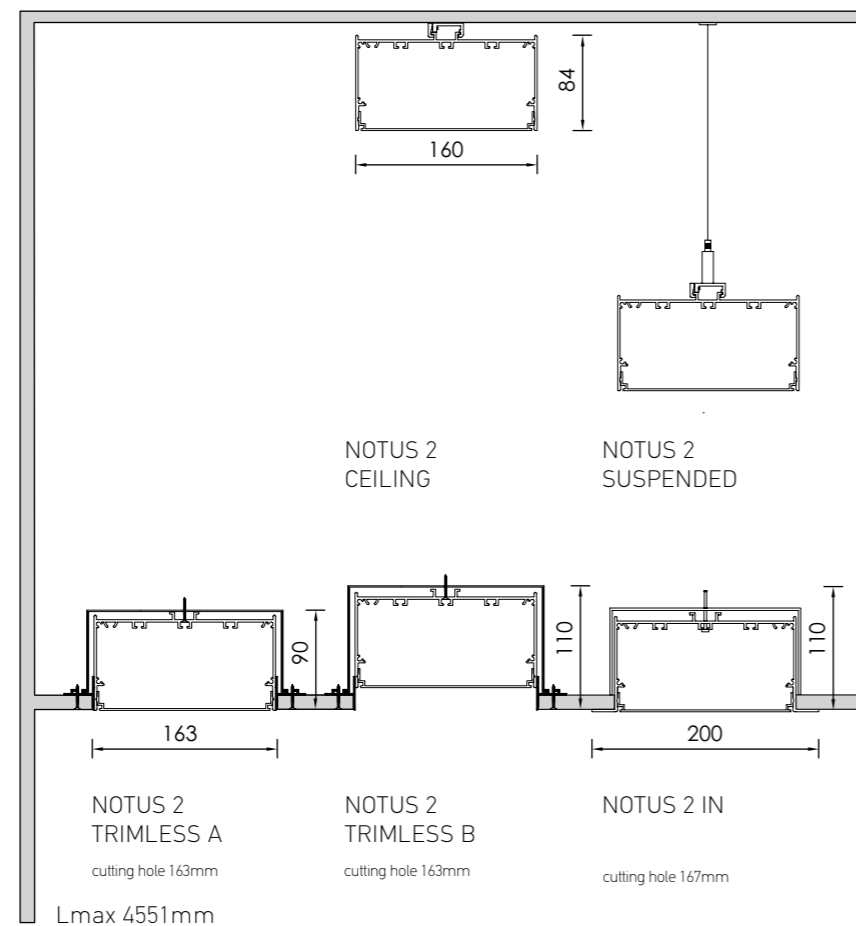 84
160
NOTUS 2
CEILING
NOTUS 2
SUSPENDED
90
110
110
163
200
NOTUS 2
TRIMLESS A
cutting hole 163mm
NOTUS 2
TRIMLESS B
cutting hole 163mm
NOTUS 2 IN
cutting hole 167mm
Lmax 4551mm